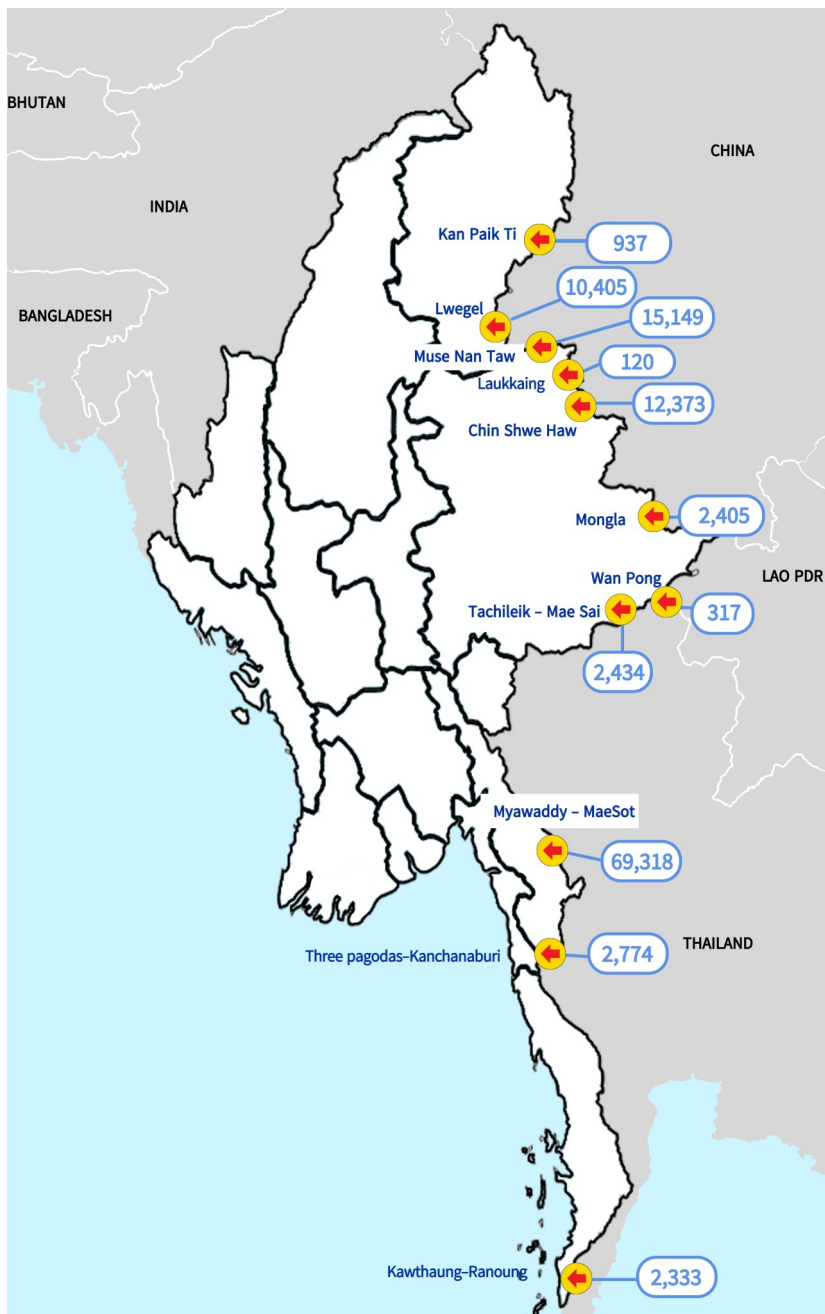 BHUTAN
CHINA
INDIA
Kan Paik Ti
937
10,405
Lwegel
BANGLADESH
15,149
Muse Nan Taw
120
Laukkaing
12,373
Chin Shwe Haw
Mongla
2,405
Wan Pong
LAO PDR
Tachileik – Mae Sai
317
2,434
Myawaddy – MaeSot
69,318
THAILAND
Three pagodas–Kanchanaburi
2,774
Kawthaung–Ranoung
2,333